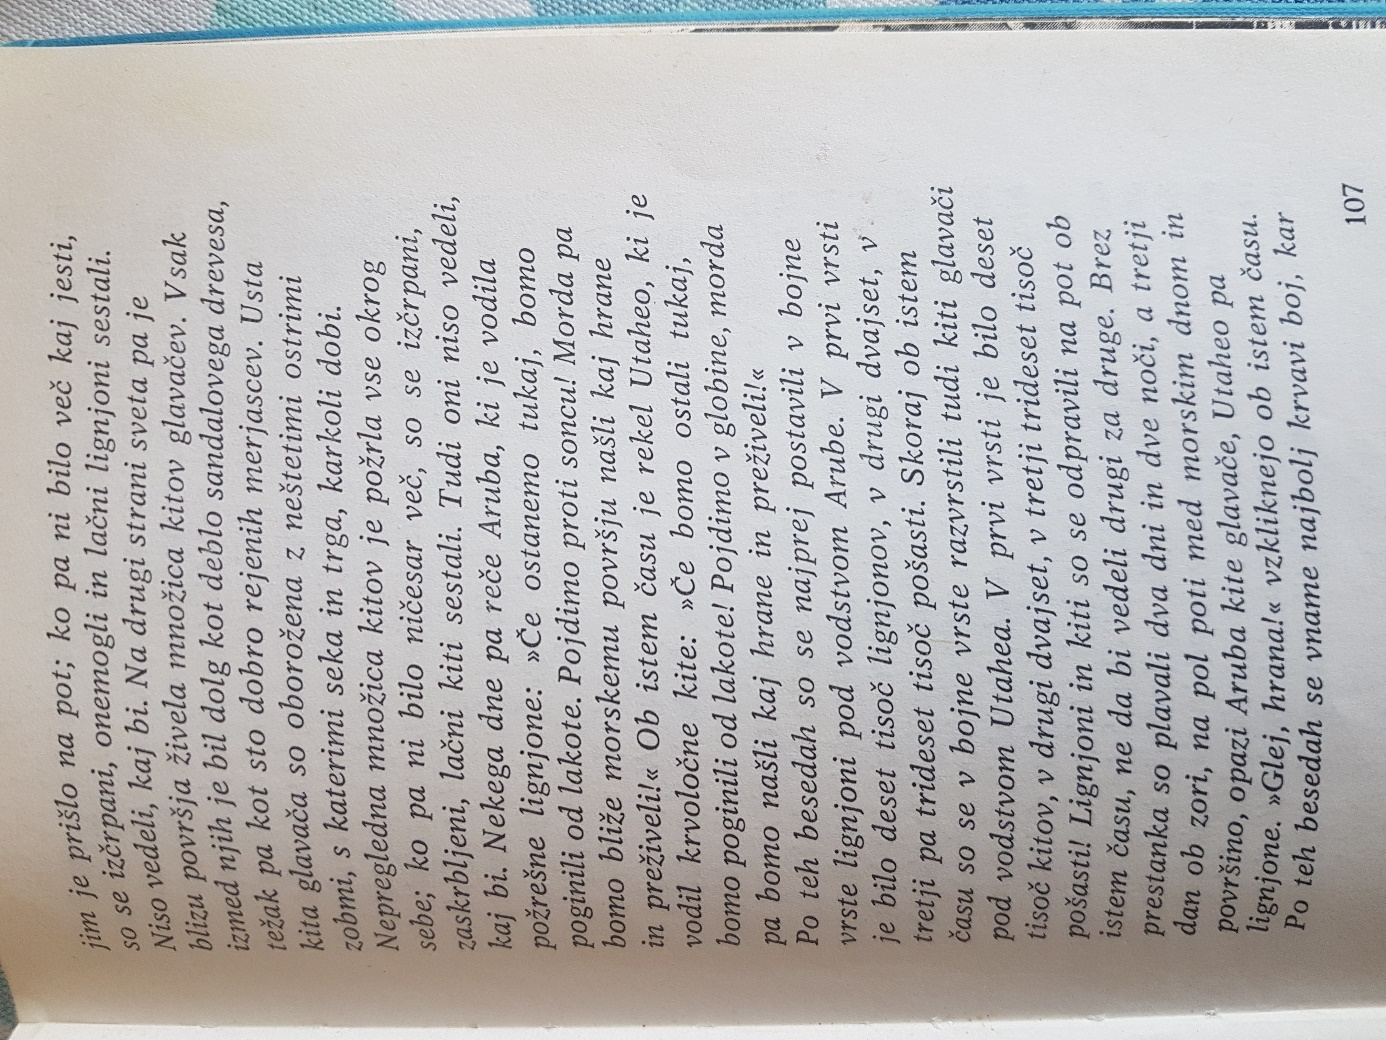 jim je prišlo na pot; ko pa ni bilo več kaj jesti,
so se izčrpani, onemogli in lačni lignjoni sestali.
Niso vedeli, kaj bi. Na drugi strani sveta pa je
blizu površja živela množica kitov glavačev. Vsak
izmed njih je bil dolg kot deblo sandalovega drevesa,
težak pa kot sto dobro rejenih merjascev. Usta
kita glavača so oborožena z neštetimi ostrimi
zobmi, s katerimi seka in trga, karkoli dobi.
Nepregledna množica kitov je požrla vse okrog
sebe; ko pa ni bilo ničesar več, so se izčrpani,
zaskrbljeni, lačni kiti sestali. Tudi oni niso vedeli,
kaj bi. Nekega dne pa reče Aruba, ki je vodila
požrešne lignjone: »Če ostanemo tukaj, bomo
poginili od lakote. Pojdimo proti soncu! Morda pa
bomo bliže morskemu površju našli kaj hrane
in preživeli!« Ob istem času je rekel Utaheo, ki je
vodil krvoločne kite: »Če bomo ostali tukaj,
bomo poginili od lakote! Pojdimo v globine, morda
pa bomo našli kaj hrane in preživeli!«
Po teh besedah so se najprej postavili v bojne
vrste lignjoni pod vodstvom Arube. V prvi vrsti
je bilo deset tisoč lignjonov, v drugi dvajset, v
tretji pa trideset tisoč pošasti. Skoraj ob istem
času so se v bojne vrste razvrstili tudi kiti glavači
pod vodstvom Utahea. V prvi vrsti je bilo deset
tisoč kitov, v drugi dvajset, v tretji trideset tisoč
pošasti! Lignjoni in kiti so se odpravili na pot ob
istem času, ne da bi vedeli drugi za druge. Brez
prestanka so plavali dva dni in dve noči, a tretji
dan ob zori, na pol poti med morskim dnom in
površino, opazi Aruba kite glavače, Utaheo pa
lignjone. »Glej, hrana!« vzkliknejo ob istem času.
Po teh besedah se vname najbolj krvavi boj, kar
107